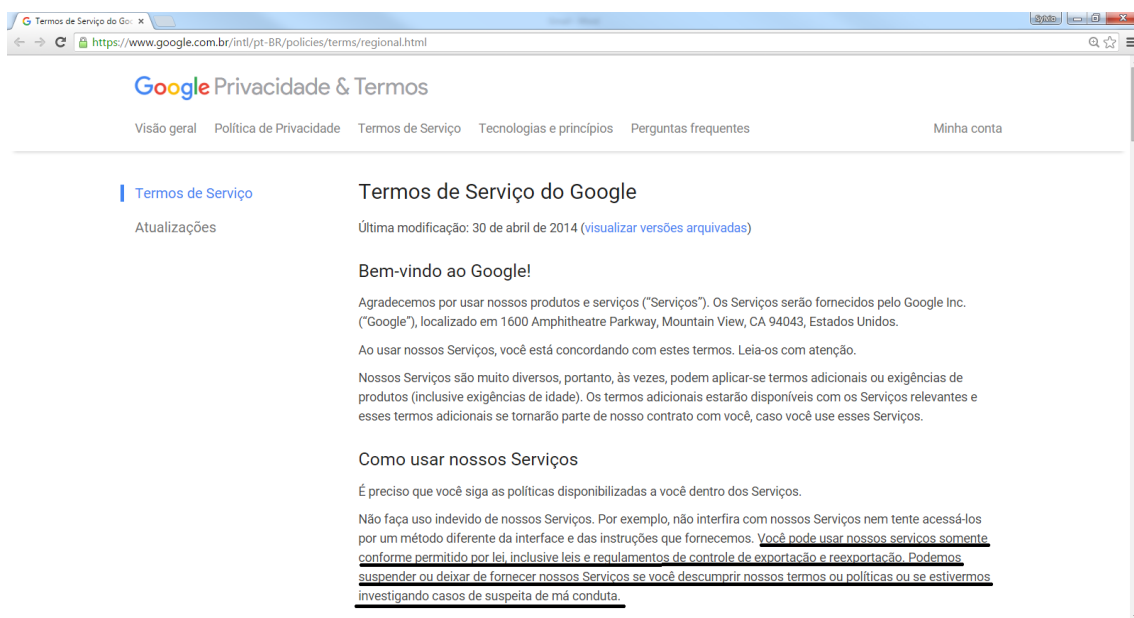 G Termos de Serviço do Goo
Sylvio
https://www.google.com.br/intl/pt-BR/policies/terms/regional.html
Google Privacidade & Termos
Visão geral Política de Privacidade Termos de Serviço Tecnologias e princípios Perguntas frequentes Minha conta
Termos de Serviço
Atualizações
Termos de Serviço do Google
Última modificação: 30 de abril de 2014 (visualizar versões arquivadas)
Bem-vindo ao Google!
Agradecemos por usar nossos produtos e serviços (“Serviços”). Os Serviços serão fornecidos pelo Google Inc.
(“Google”), localizado em 1600 Amphitheatre Parkway, Mountain View, CA 94043, Estados Unidos.
Ao usar nossos Serviços, você está concordando com estes termos. Leia-os com atenção.
Nossos Serviços são muito diversos, portanto, às vezes, podem aplicar-se termos adicionais ou exigências de
produtos (inclusive exigências de idade). Os termos adicionais estarão disponíveis com os Serviços relevantes e
esses termos adicionais se tornarão parte de nosso contrato com você, caso você use esses Serviços.
Como usar nossos Serviços
É preciso que você siga as políticas disponibilizadas a você dentro dos Serviços.
Não faça uso indevido de nossos Serviços. Por exemplo, não interfira com nossos Serviços nem tente acessá-los
por um método diferente da interface e das instruções que fornecemos. Você pode usar nossos serviços somente
conforme permitido por lei, inclusive leis e regulamentos de controle de exportação e reexportação. Podemos
suspender ou deixar de fornecer nossos Serviços se você descumprir nossos termos ou políticas ou se estivermos
investigando casos de suspeita de má conduta.